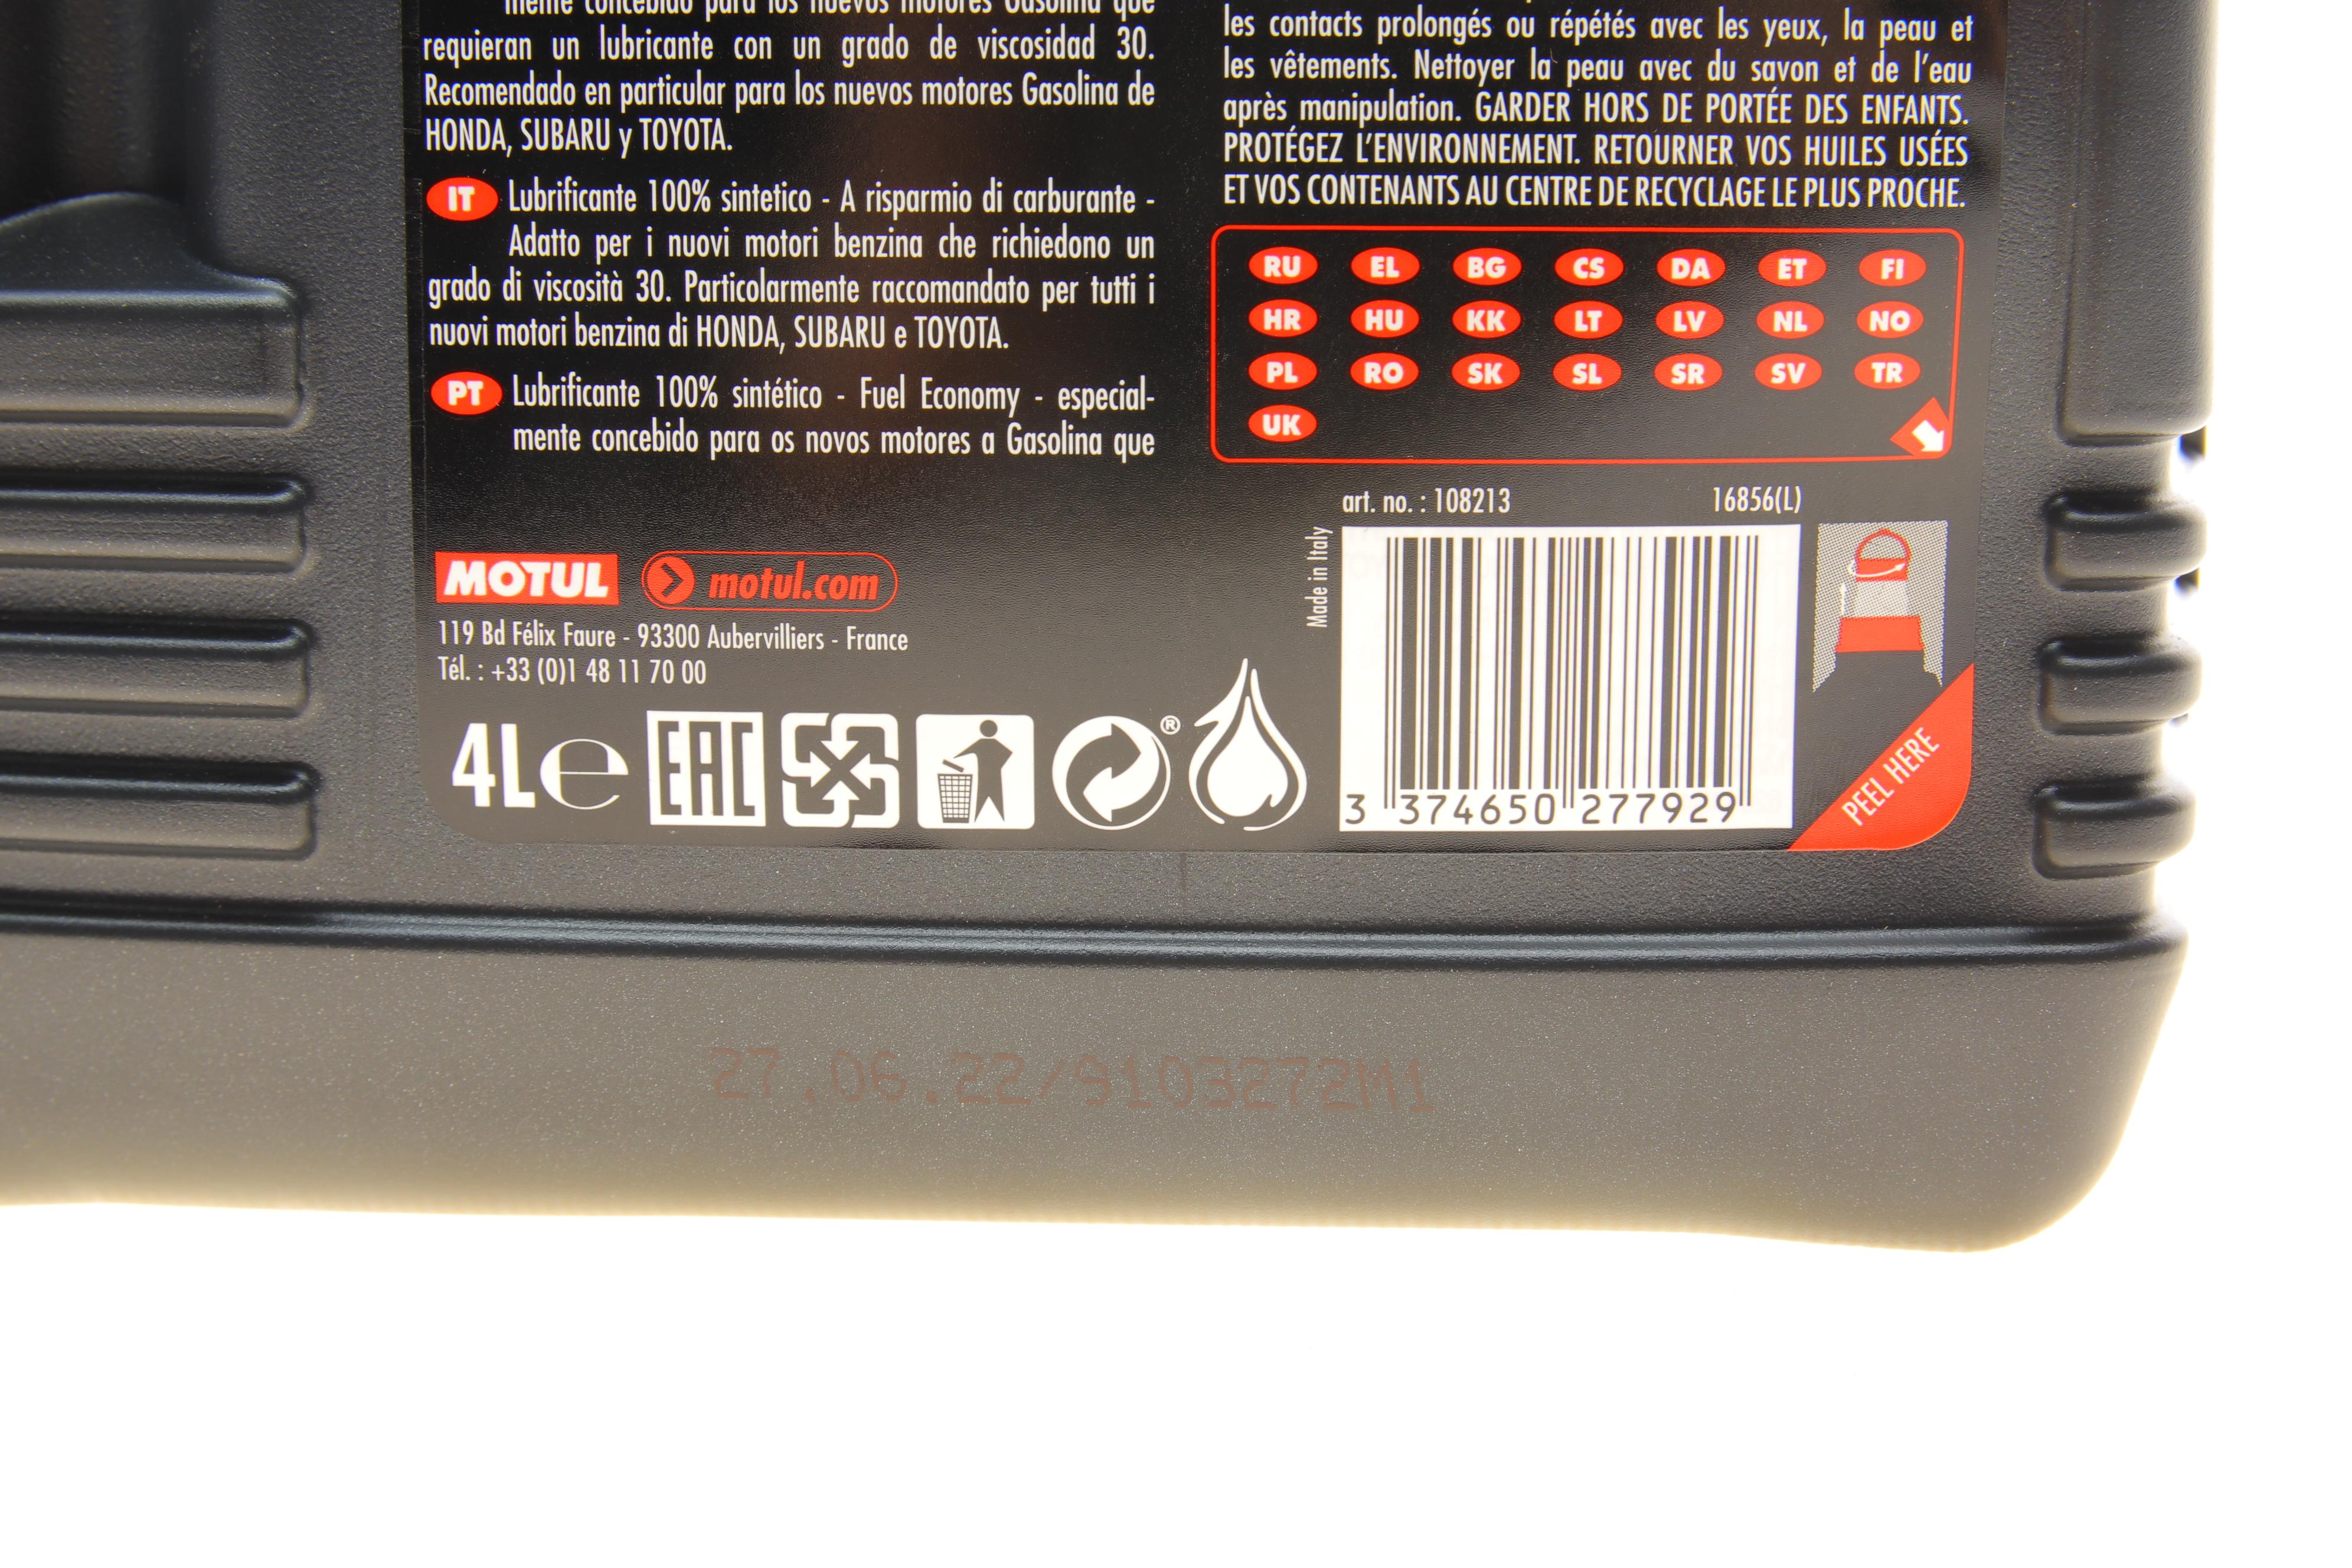 mente concebido para los nuevos motores Gasolina que
requieran un lubricante con un grado de viscosidad 30.
Recomendado en particular para los nuevos motores Gasolina de
HONDA, SUBARU y TOYOTA.
IT Lubrificante 100% sintetico - A risparmio di carburante -
Adatto per i nuovi motori benzina che richiedono un
grado di viscosità 30. Particolarmente raccomandato per tutti i
nuovi motori benzina di HONDA, SUBARU e TOYOTA.
PT Lubrificante 100% sintético - Fuel Economy - especial-
mente concebido para os novos motores a Gasolina que
MOTUL motul.com
119 Bd Félix Faure - 93300 Aubervilliers - France
Tél. : +33 (0)1 48 11 70 00
4L e EAC ®
les contacts prolongés ou répétés avec les yeux, la peau et
les vêtements. Nettoyer la peau avec du savon et de l'eau
après manipulation. GARDER HORS DE PORTÉE DES ENFANTS.
PROTÉGEZ L'ENVIRONNEMENT. RETOURNER VOS HUILES USÉES
ET VOS CONTENANTS AU CENTRE DE RECYCLAGE LE PLUS PROCHE.
RU EL BG CS DA ET FI
HR HU KK LT LV NL NO
PL RO SK SL SR SV TR
UK
art. no. : 108213 16856(L)
Made in Italy
3 374650 277929
PEEL HERE
27.06.22/9103272M1